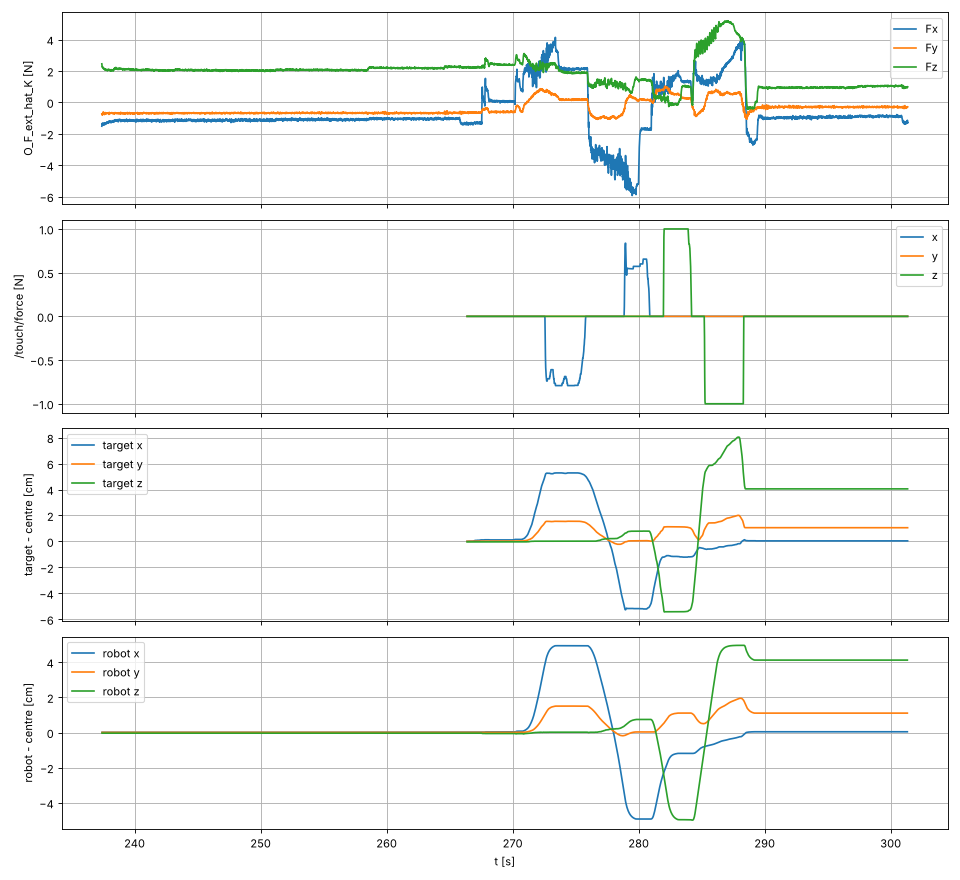 O_F_ext_hat_K [N]
4
2
0
−2
−4
−6
Fx
Fy
Fz
/touch/force [N]
1.0
0.5
0.0
−0.5
−1.0
x
y
z
target - centre [cm]
8
6
4
2
0
−2
−4
−6
target x
target y
target z
robot - centre [cm]
4
2
0
−2
−4
robot x
robot y
robot z
240 250 260 270 280 290 300
t [s]